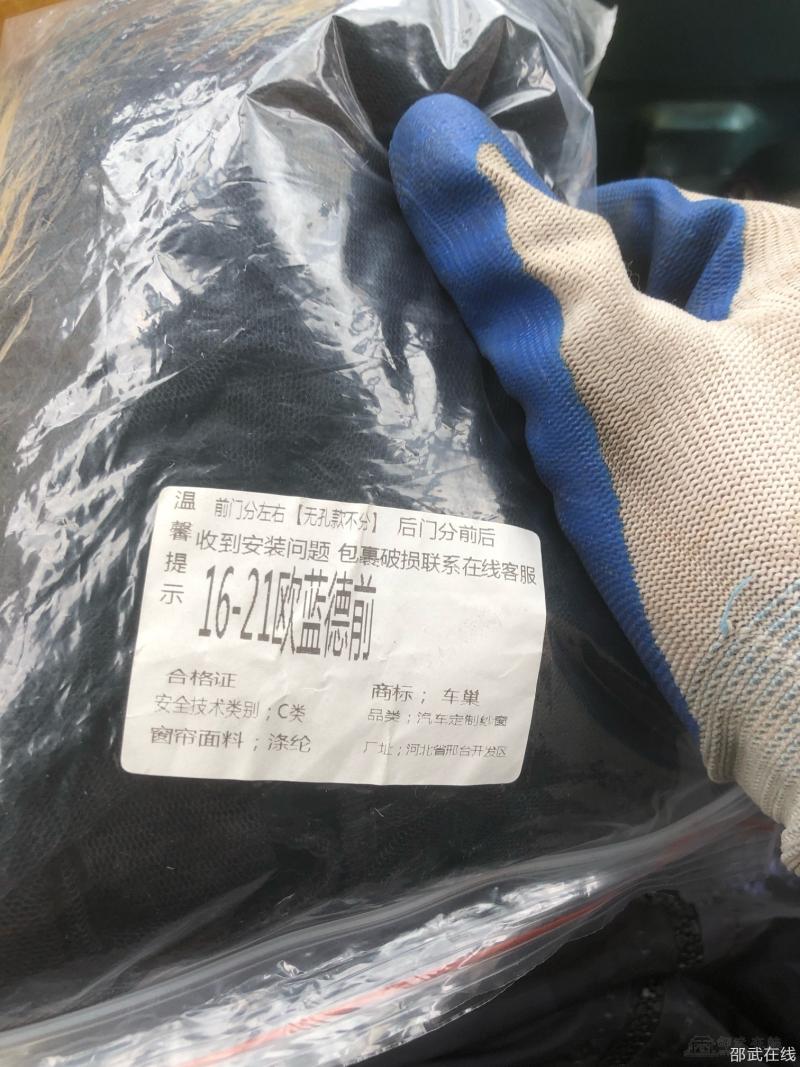 温馨提示
前门分左右【无孔款不分】 后门分前后
收到安装问题 包裹破损联系在线客服
16-21欧蓝德前
合格证
安全技术类别；C类
窗帘面料；涤纶
商标； 车巢
品类；汽车定制纱窗
厂址；河北省邢台开发区
邵武在线